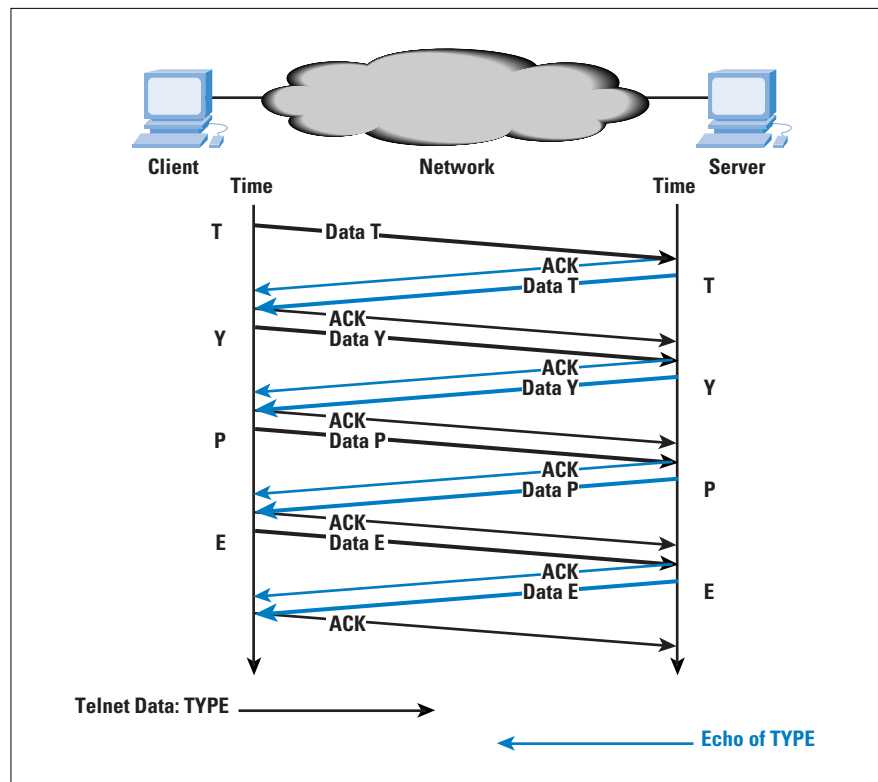 Client
Network
Server
Time
Time
T
Data T
ACK
Data T
T
ACK
Y
Data Y
ACK
Data Y
Y
ACK
P
Data P
ACK
Data P
P
ACK
E
Data E
ACK
Data E
E
ACK
Telnet Data: TYPE
Echo of TYPE